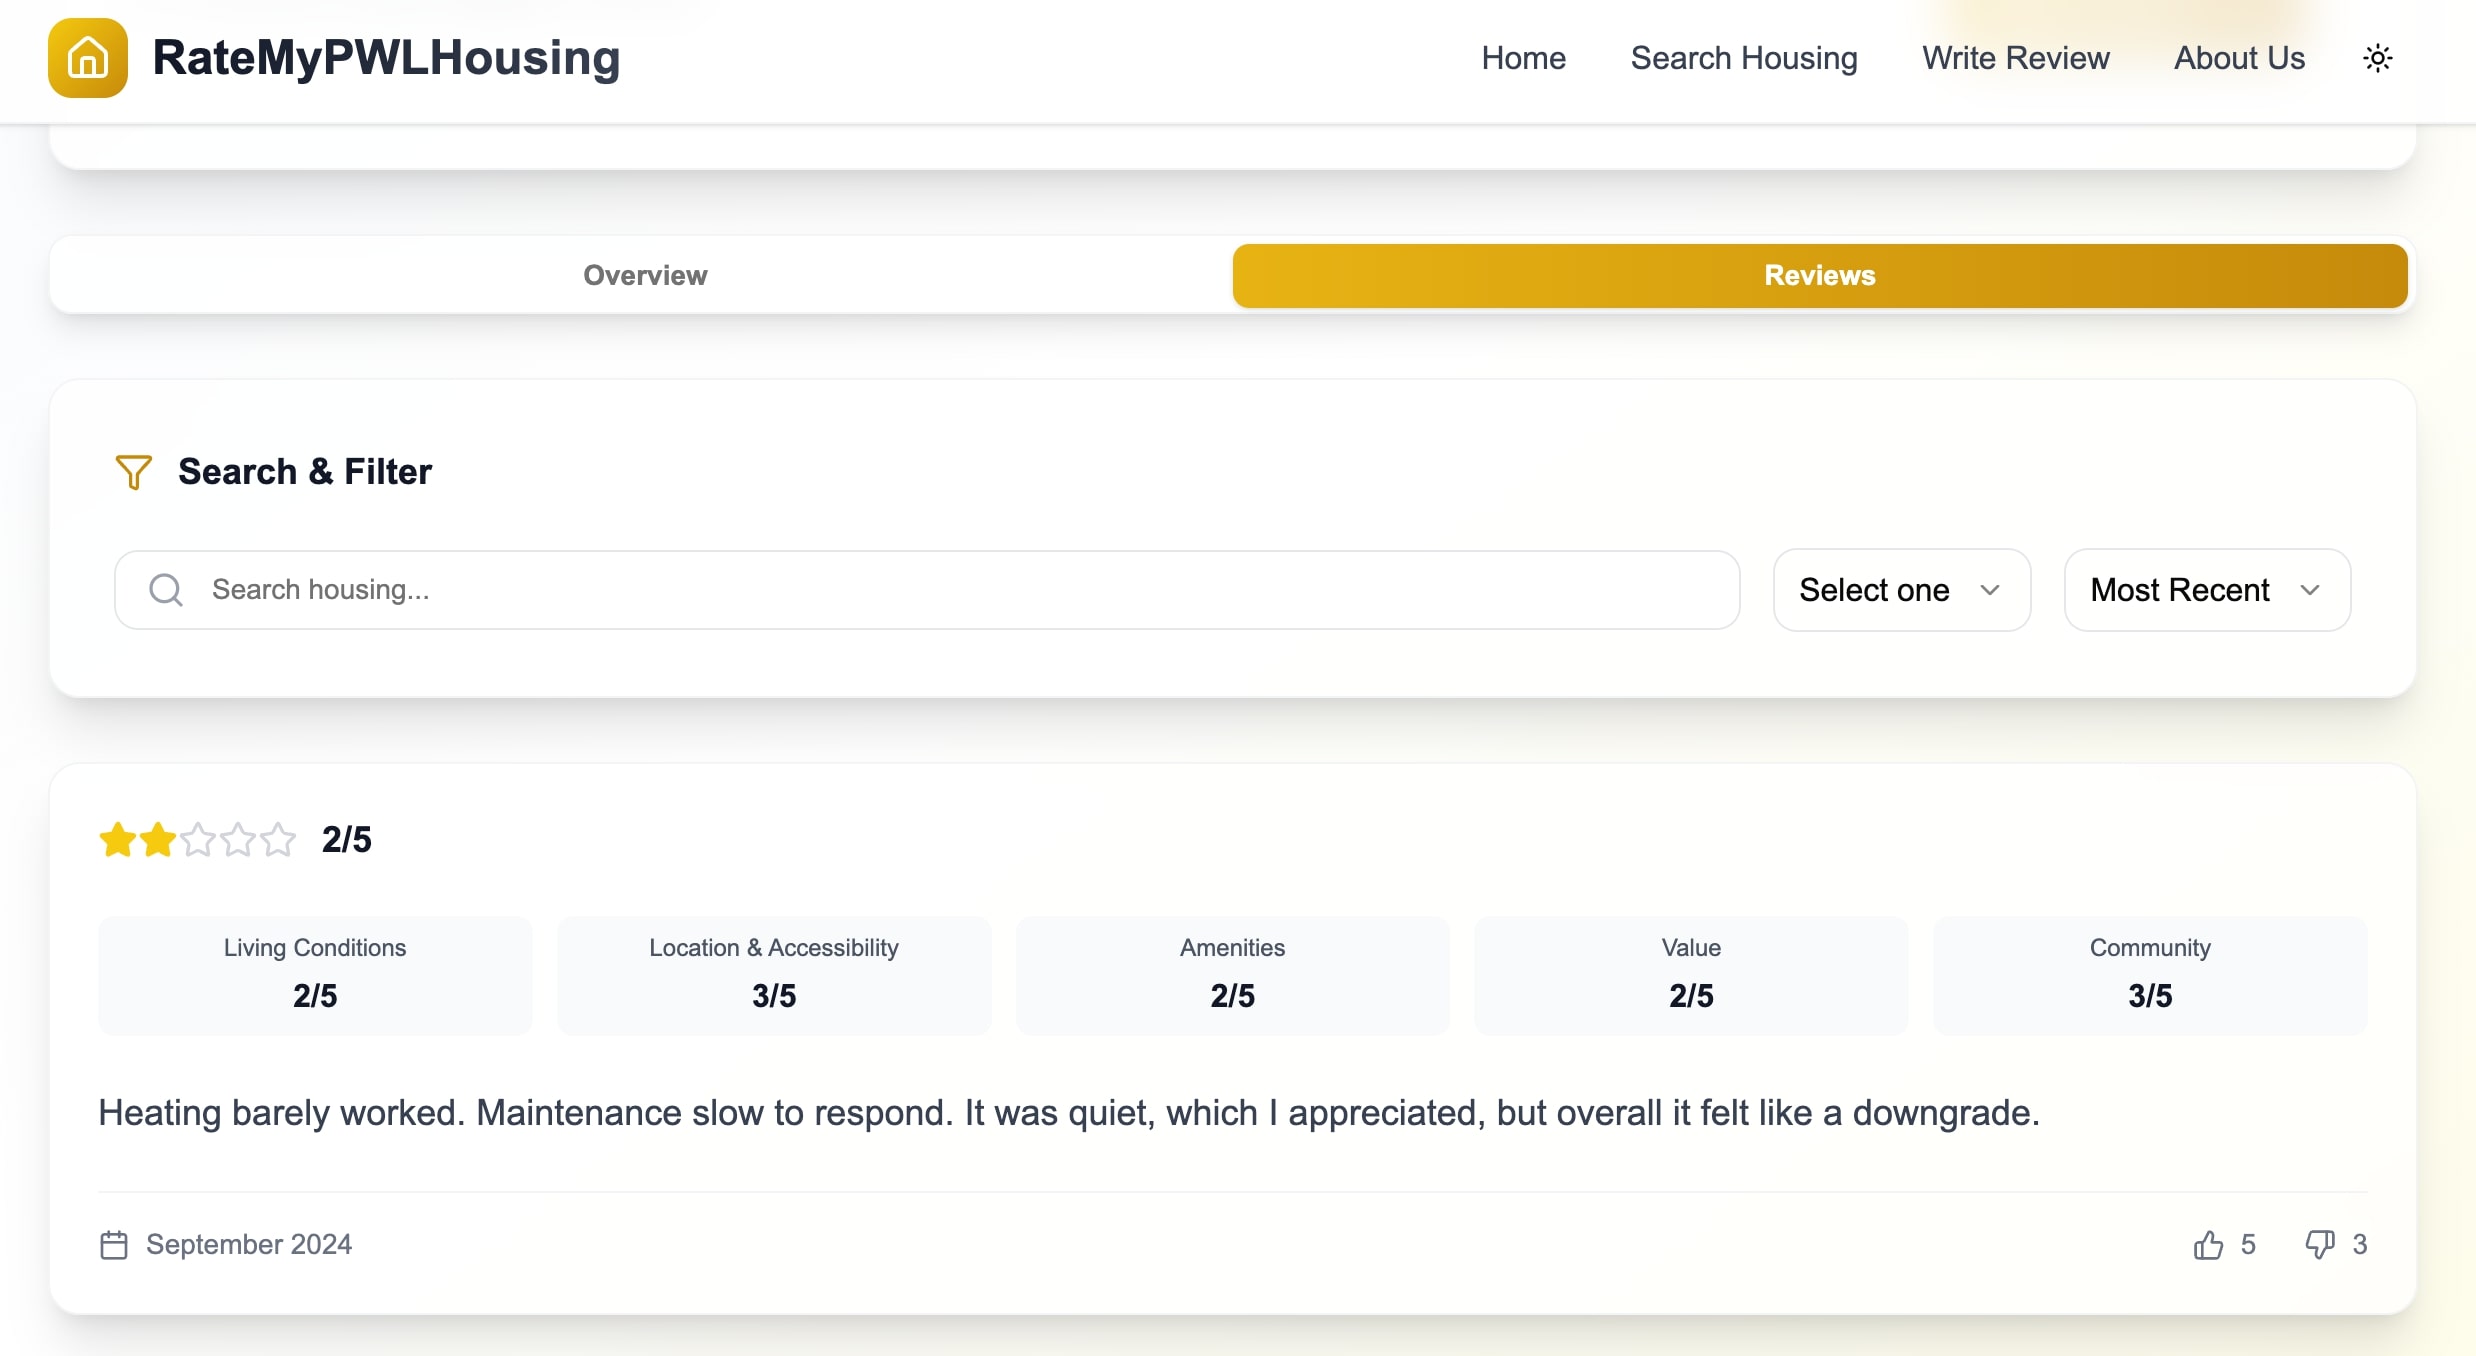 RateMyPWLHousing
Home
Search Housing
Write Review
About Us
Overview
Reviews
Search & Filter
Search housing...
Select one
Most Recent
2/5
Living Conditions
2/5
Location & Accessibility
3/5
Amenities
2/5
Value
2/5
Community
3/5
Heating barely worked. Maintenance slow to respond. It was quiet, which I appreciated, but overall it felt like a downgrade.
September 2024
5
3